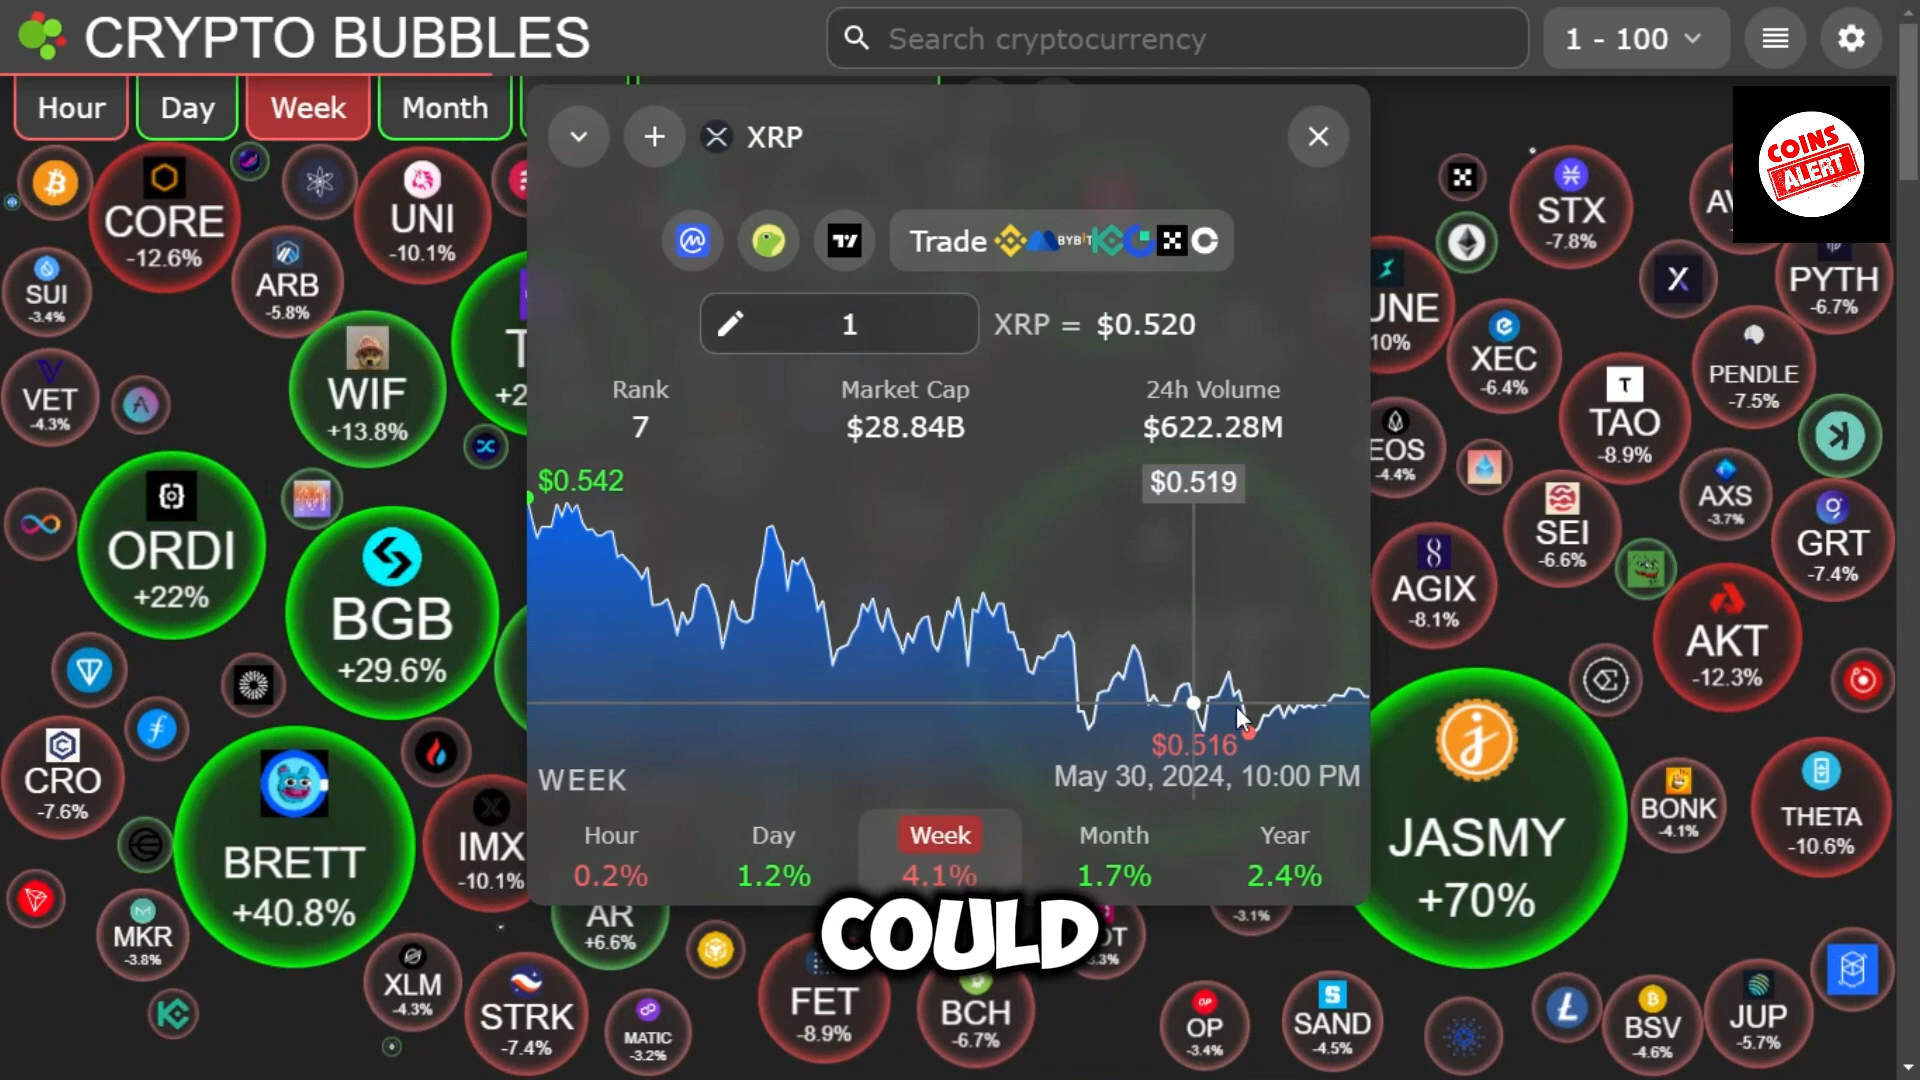 CRYPTO BUBBLES
Search cryptocurrency
1 - 100
Hour
Day
Week
Month
COINS
ALERT
XRP
Trade
BYBIT
1
XRP = $0.520
Rank
7
Market Cap
$28.84B
24h Volume
$622.28M
$0.542
$0.519
$0.516
WEEK
May 30, 2024, 10:00 PM
Hour
0.2%
Day
1.2%
Week
4.1%
Month
1.7%
Year
2.4%
COULD
CORE
-12.6%
UNI
-10.1%
SUI
-3.4%
ARB
-5.8%
VET
-4.3%
WIF
+13.8%
ORDI
+22%
BGB
+29.6%
CRO
-7.6%
BRETT
+40.8%
IMX
-10.1%
MKR
-3.8%
XLM
-4.3%
STRK
-7.4%
MATIC
-3.2%
AR
+6.6%
FET
-8.9%
BCH
-6.7%
-3.1%
OP
-3.4%
SAND
-4.5%
BSV
-4.6%
JUP
-5.7%
JASMY
+70%
BONK
-4.1%
THETA
-10.6%
AGIX
-8.1%
AKT
-12.3%
SEI
-6.6%
AXS
-3.7%
GRT
-7.4%
EOS
-4.4%
TAO
-8.9%
XEC
-6.4%
PENDLE
-7.5%
UNE
10%
STX
-7.8%
PYTH
-6.7%